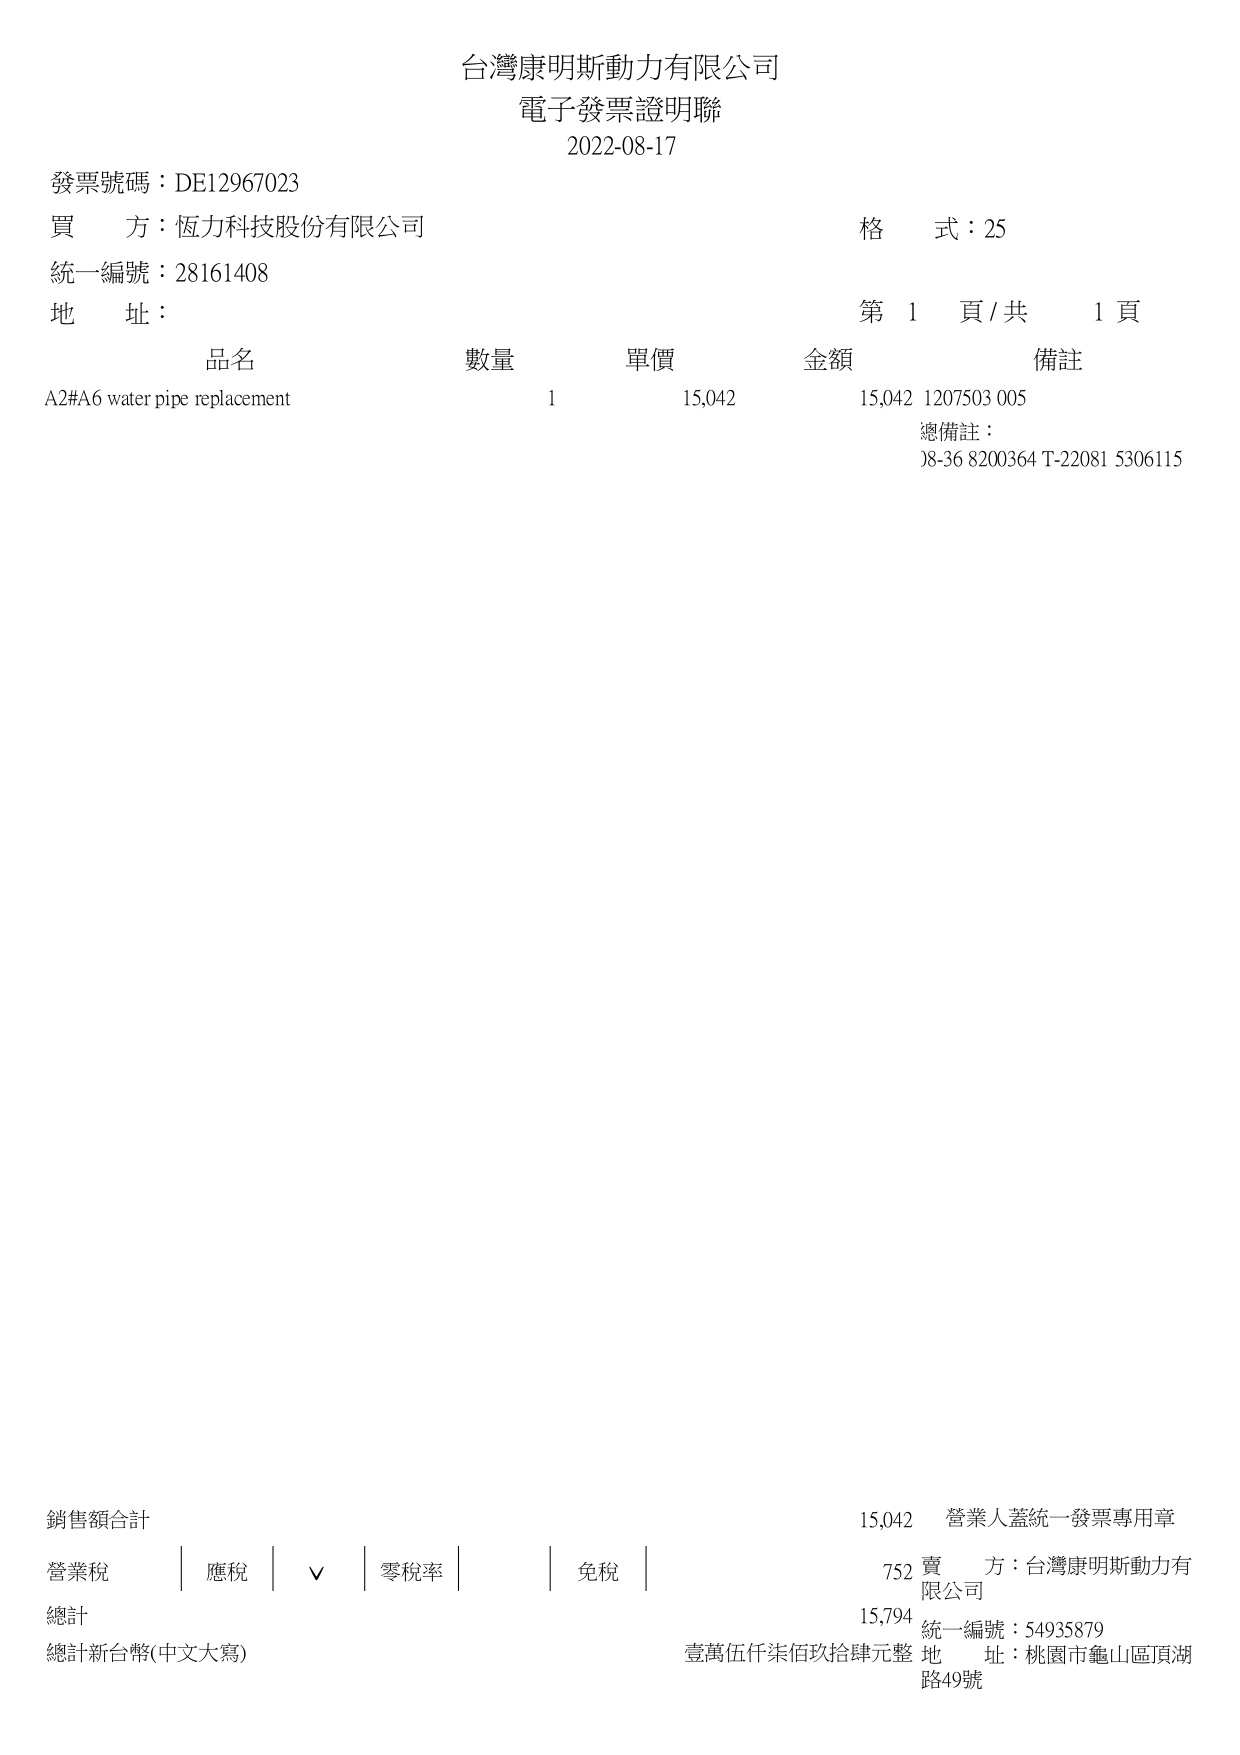 台灣康明斯動力有限公司
電子發票證明聯
2022-08-17
發票號碼：DE12967023
買　　方：恆力科技股份有限公司
格　　式：25
統一編號：28161408
地　　址：
第　1　頁 / 共　1 頁
品名 數量 單價 金額 備註
A2#A6 water pipe replacement 1 15,042 15,042 1207503 005
總備註：
08-36 8200364 T-22081 5306115
銷售額合計 15,042 營業人蓋統一發票專用章
營業稅 應稅 v 零稅率 免稅 752
賣　　方：台灣康明斯動力有
限公司
總計 15,794
統一編號：54935879
總計新台幣(中文大寫) 壹萬伍仟柒佰玖拾肆元整
地　　址：桃園市龜山區頂湖
路49號